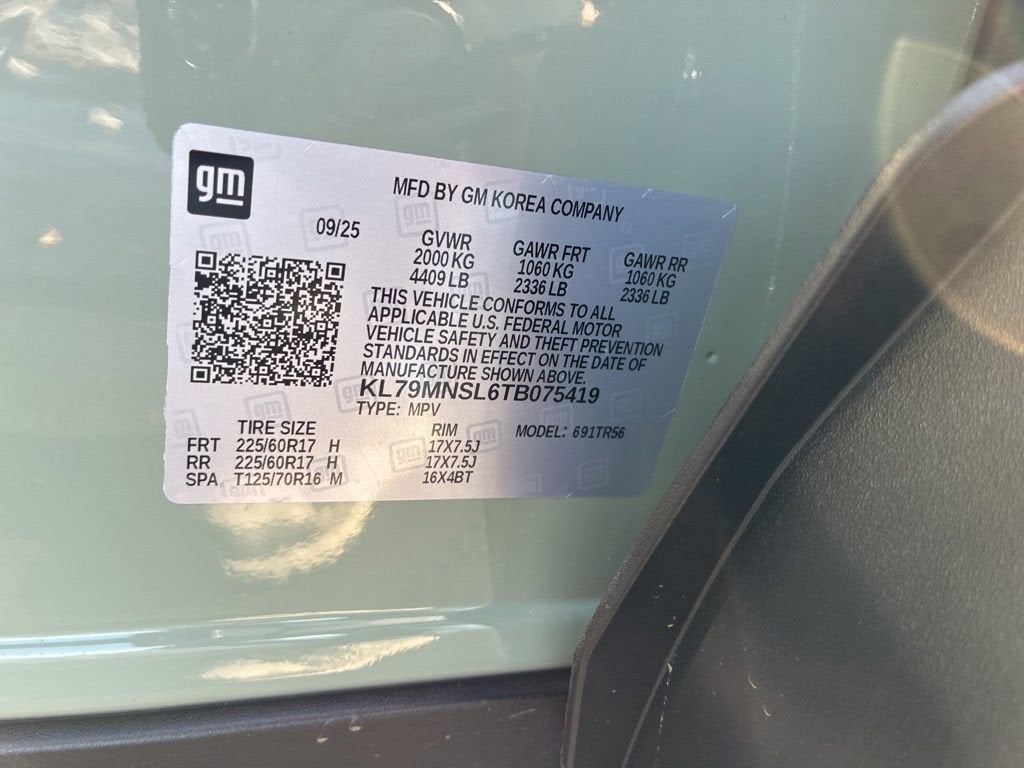 gm
MFD BY GM KOREA COMPANY
09/25
GVWR GAWR FRT GAWR RR
2000 KG 1060 KG 1060 KG
4409 LB 2336 LB 2336 LB
THIS VEHICLE CONFORMS TO ALL
APPLICABLE U.S. FEDERAL MOTOR
VEHICLE SAFETY AND THEFT PREVENTION
STANDARDS IN EFFECT ON THE DATE OF
MANUFACTURE SHOWN ABOVE.
KL79MNSL6TB075419
TYPE: MPV
TIRE SIZE RIM MODEL: 691TR56
FRT 225/60R17 H 17X7.5J
RR 225/60R17 H 17X7.5J
SPA T125/70R16 M 16X4BT